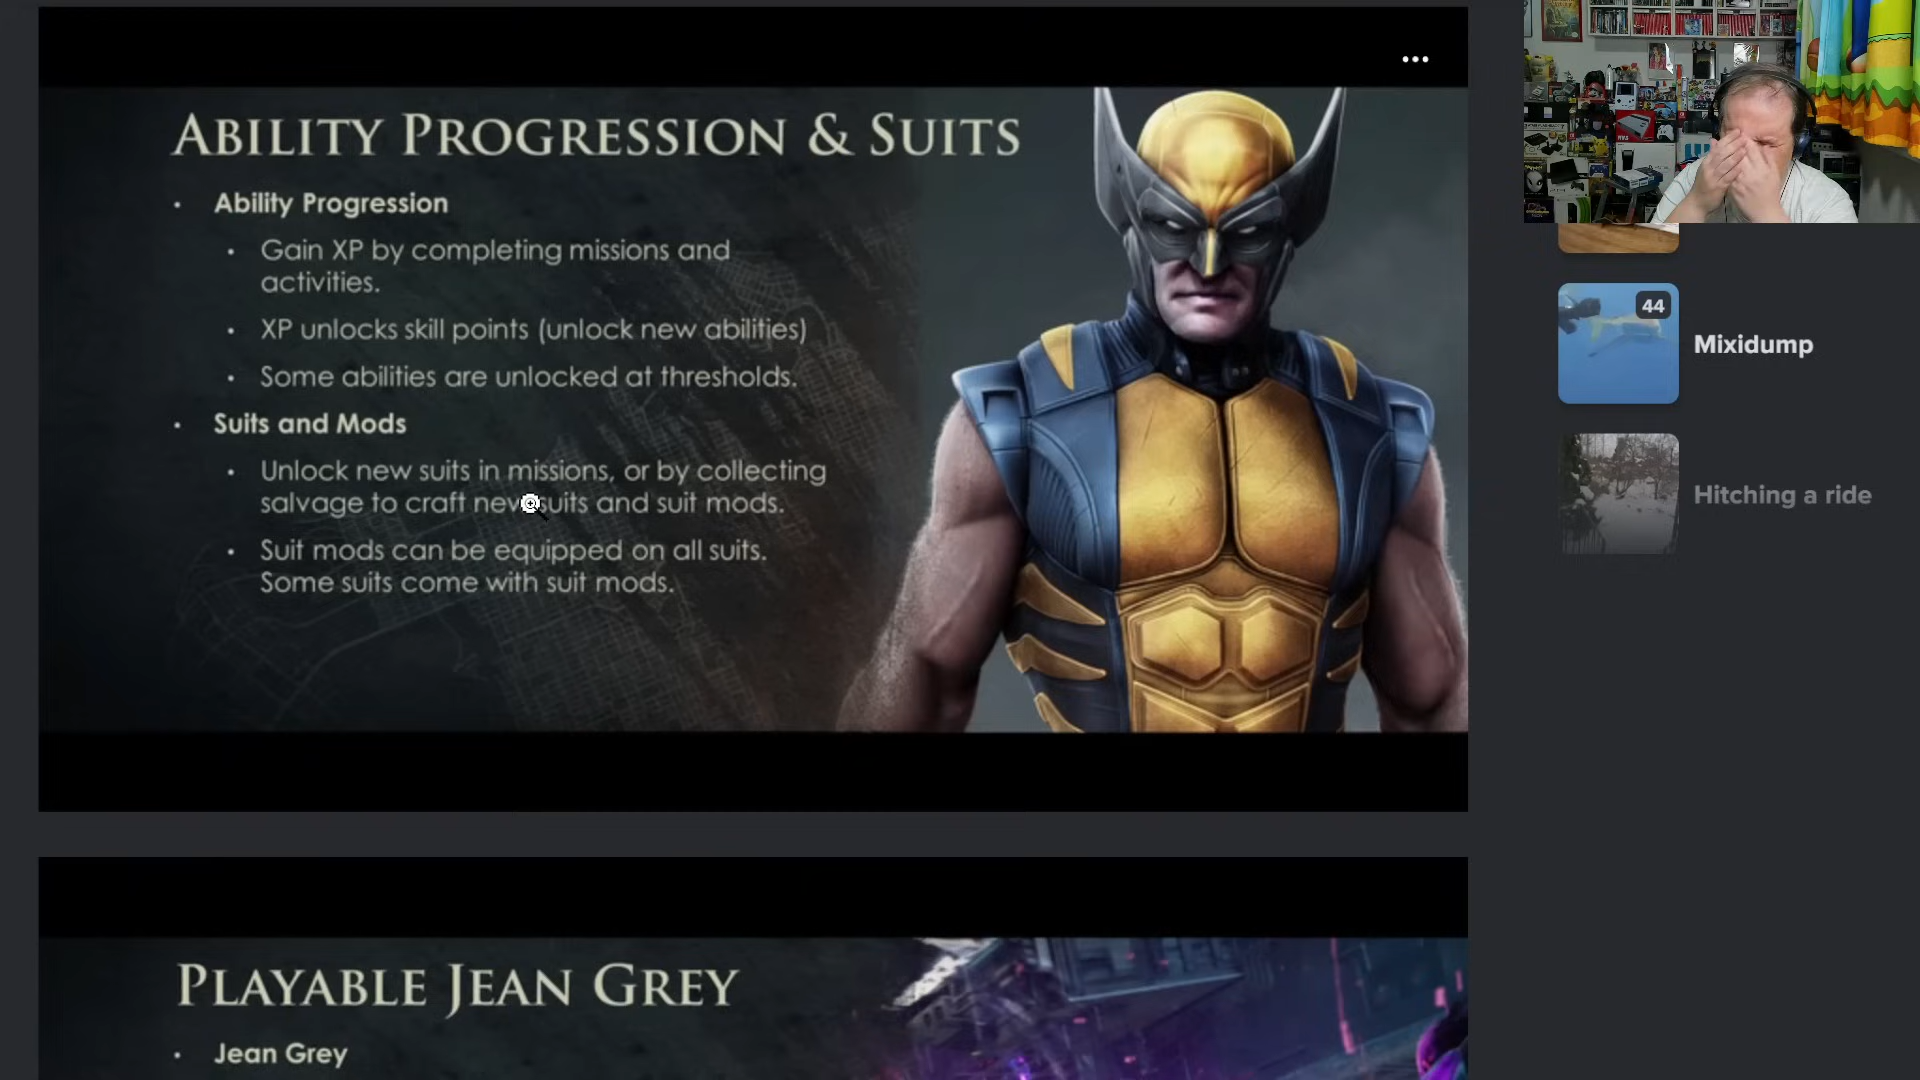 ABILITY PROGRESSION & SUITS
• Ability Progression
• Gain XP by completing missions and
activities.
• XP unlocks skill points (unlock new abilities)
• Some abilities are unlocked at thresholds.
• Suits and Mods
• Unlock new suits in missions, or by collecting
salvage to craft new suits and suit mods.
• Suit mods can be equipped on all suits.
Some suits come with suit mods.
PLAYABLE JEAN GREY
• Jean Grey
44
Mixidump
Hitching a ride